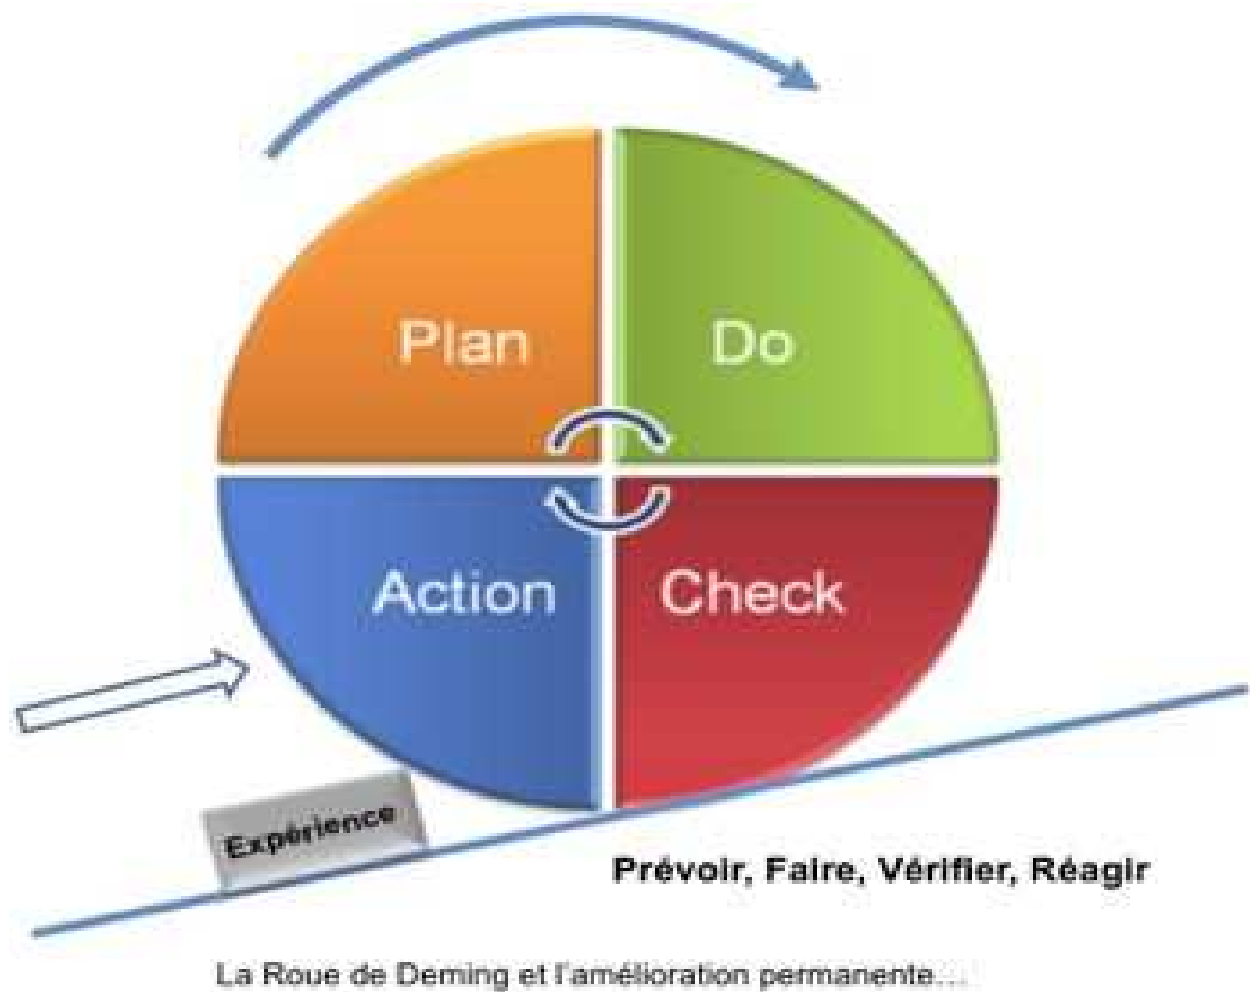 Plan
Do
Action
Check
Expérience
Prévoir, Faire, Vérifier, Réagir
La Roue de Deming et l'amélioration permanente...